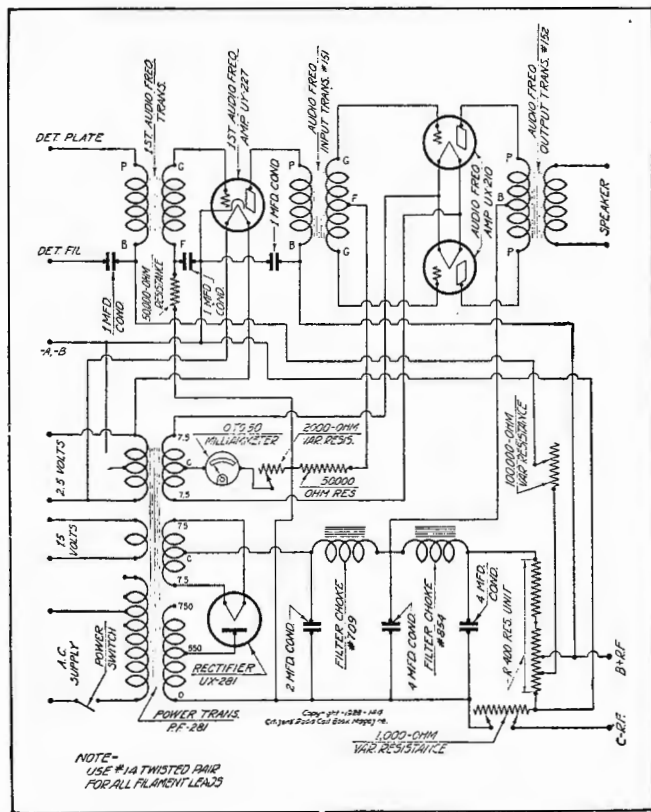 DET. PLATE
1ST AUDIO FREQ.
TRANS.
1ST AUDIO FREQ.
AMP. UY-227
AUDIO FREQ
INPUT TRANS. #151
AUDIO FREQ
AMP UX-210
AUDIO FREQ
OUTPUT TRANS. #152
SPEAKER
P
G
P
G
P
B
F
B
G
F
B
P
DET FIL
1 MFD.
COND
50,000-OHM
RESISTANCE
1 MFD.
COND.
1 MFD. COND
-A,-B
2.5 VOLTS
7.5
C
7.5
0 TO 50
MILLIAMMETER
2000-OHM
VAR. RESIS.
50000
OHM RES
100,000-OHM
VAR RESISTANCE
VOLTS
7.5
C
7.5
750
550
0
A.C.
SUPPLY
POWER
SWITCH
RECTIFIER
UX-281
POWER TRANS.
P.F-281
2 MFD COND.
FILTER CHOKE
#709
4 MFD COND
FILTER CHOKE
#854
4 MFD.
COND.
R 400 RES. UNIT
1,000-OHM
VAR. RESISTANCE
B+RF
C-R.F.
Citizens Radio Call Book Magazine.
NOTE-
USE #14 TWISTED PAIR
FOR ALL FILAMENT LEADS